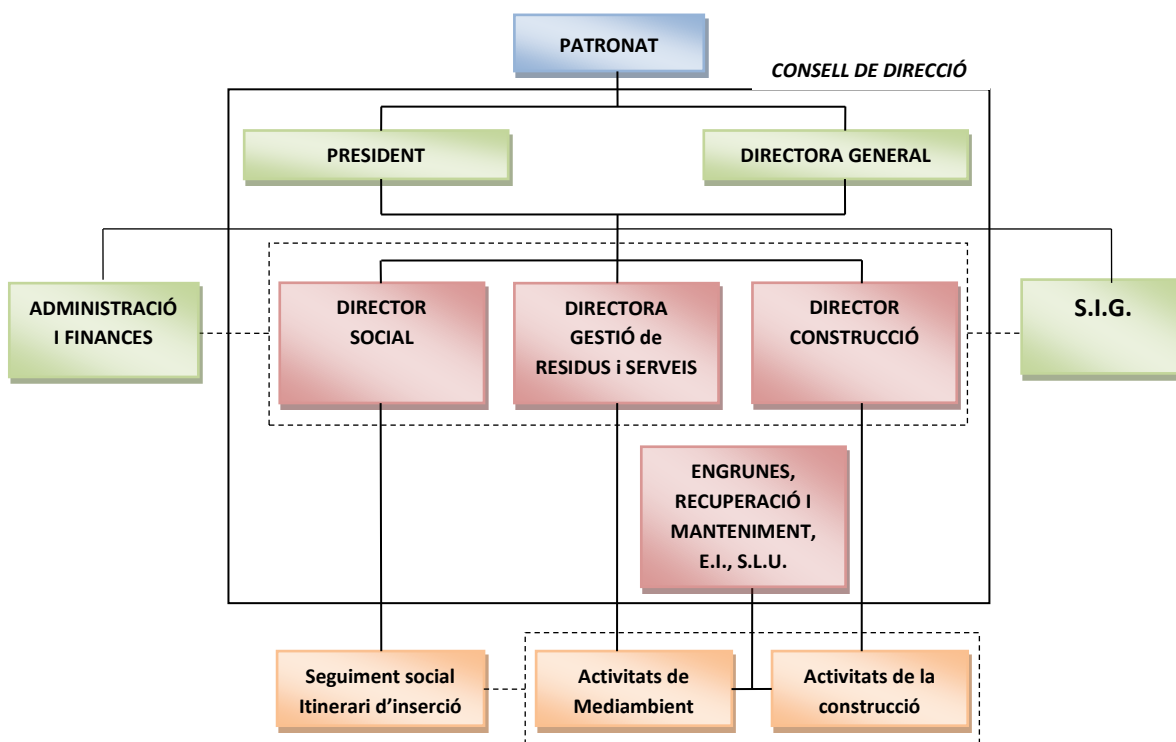 PATRONAT
CONSELL DE DIRECCIÓ
PRESIDENT
DIRECTORA GENERAL
ADMINISTRACIÓ
I FINANCES
DIRECTOR
SOCIAL
DIRECTORA
GESTIÓ de
RESIDUS i SERVEIS
DIRECTOR
CONSTRUCCIÓ
S.I.G.
ENGRUNES,
RECUPERACIÓ I
MANTENIMENT,
E.I., S.L.U.
Seguiment social
Itinerari d’inserció
Activitats de
Mediambient
Activitats de la
construcció